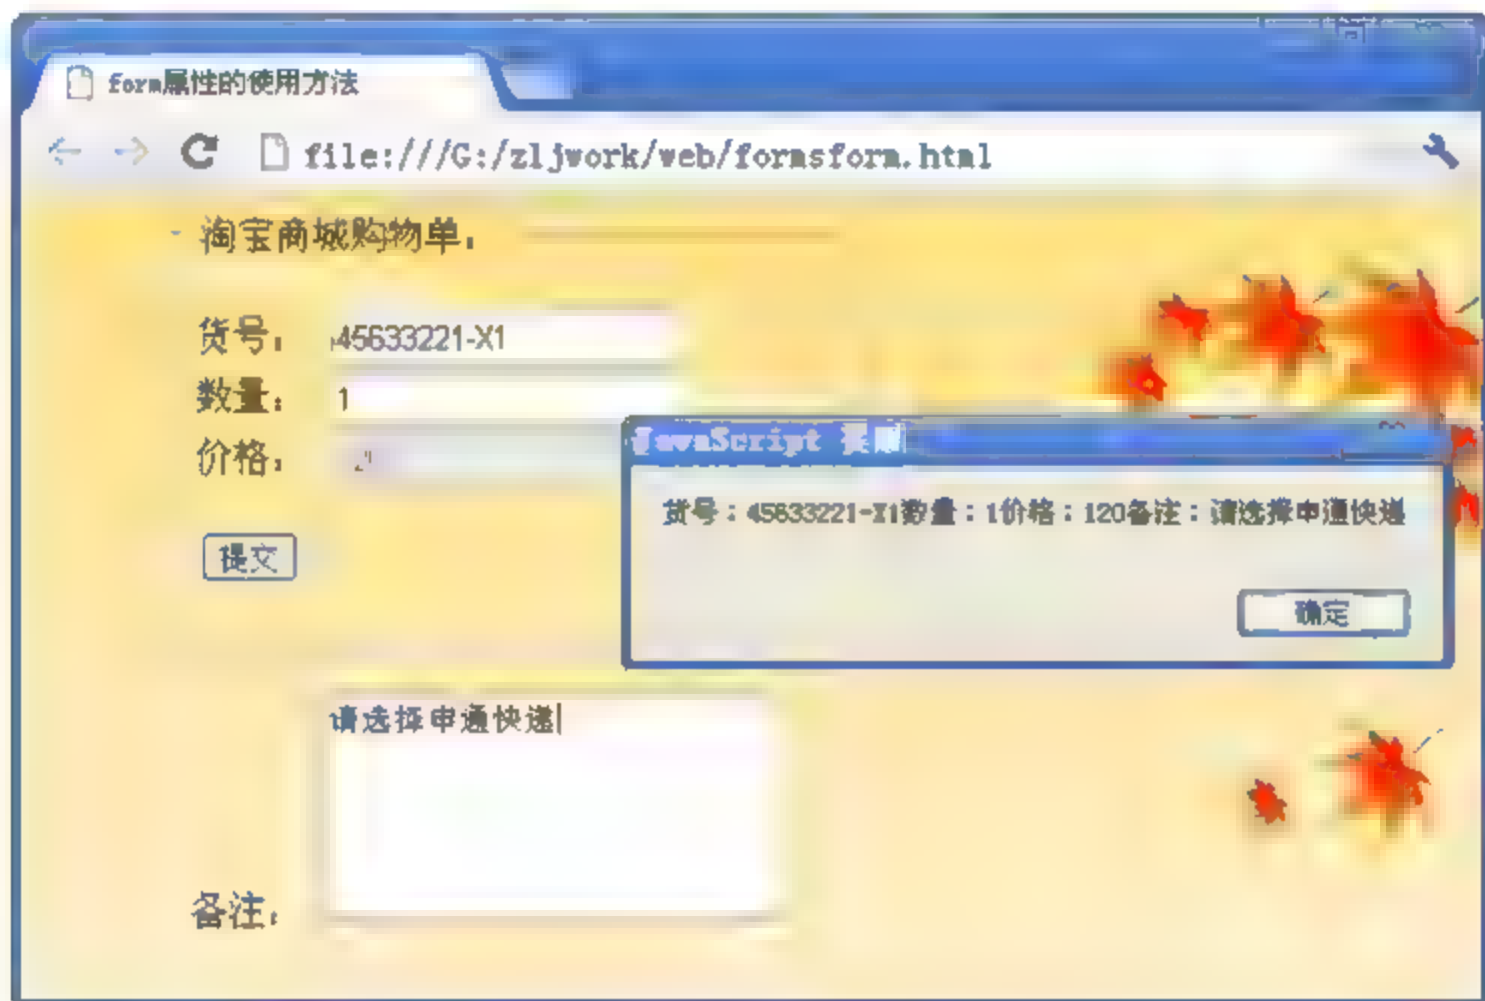 form属性的使用方法
file:///G:/zljwork/web/formsform.html
淘宝商城购物单:
货号: 45633221-X1
数量: 1
价格:
JavaScript
货号：45633221-X1数量：1价格：120备注：请选择申通快递
提交
确定
请选择申通快递
备注: